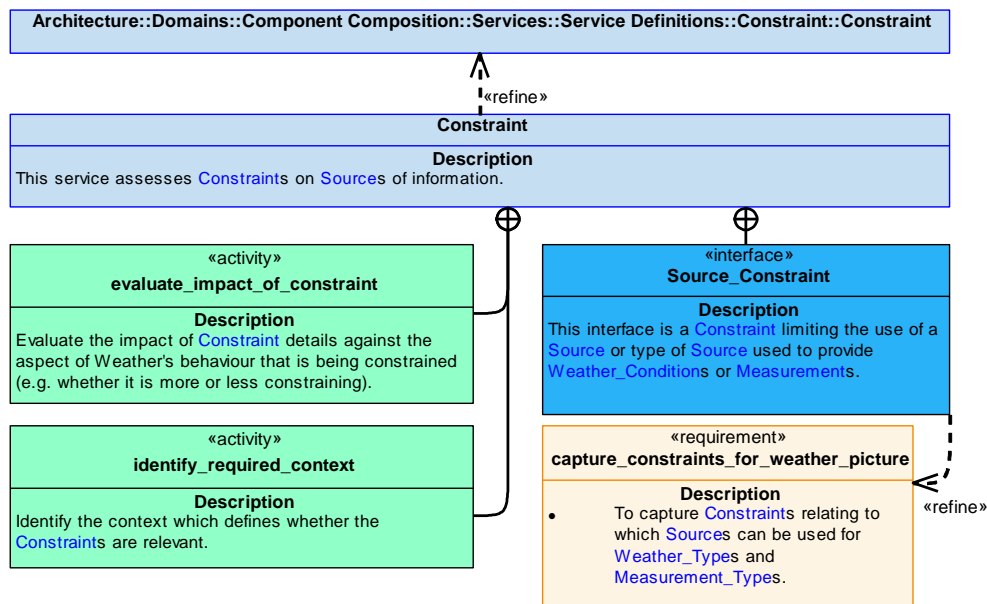 Architecture::Domains::Component Composition::Services::Service Definitions::Constraint::Constraint
«refine»
Constraint
Description
This service assesses Constraints on Sources of information.
«activity»
evaluate_impact_of_constraint
Description
Evaluate the impact of Constraint details against the
aspect of Weather's behaviour that is being constrained
(e.g. whether it is more or less constraining).
«interface»
Source_Constraint
Description
This interface is a Constraint limiting the use of a
Source or type of Source used to provide
Weather_Conditions or Measurements.
«activity»
identify_required_context
Description
Identify the context which defines whether the
Constraints are relevant.
«requirement»
capture_constraints_for_weather_picture
Description
• To capture Constraints relating to
which Sources can be used for
Weather_Types and
Measurement_Types.
«refine»